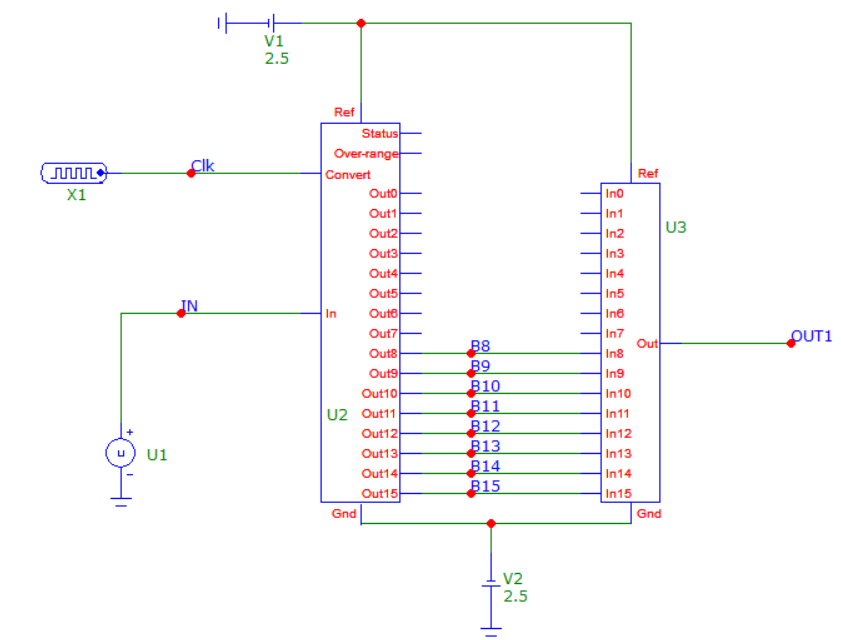 V1
2.5
Ref
Status
Over-range
Clk
Convert
X1
Ref
Out0
In0
Out1
In1
U3
Out2
In2
Out3
In3
Out4
In4
Out5
In5
IN
In
Out6
In6
Out7
In7
Out
OUT1
B8
Out8
In8
B9
Out9
In9
B10
Out10
In10
B11
U2
Out11
In11
B12
Out12
In12
B13
U1
u
+
-
Out13
In13
B14
Out14
In14
B15
Out15
In15
Gnd
Gnd
V2
2.5